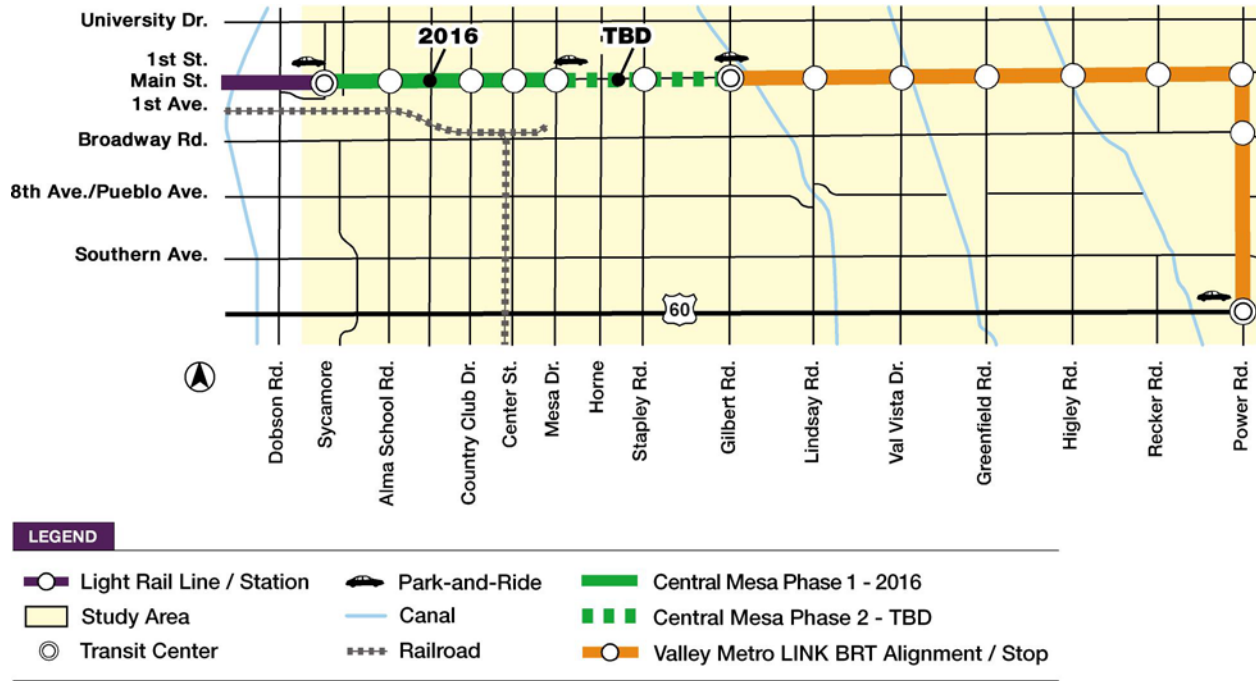 University Dr.
1st St.
Main St.
1st Ave.
Broadway Rd.
8th Ave./Pueblo Ave.
Southern Ave.
2016
TBD
60
Dobson Rd.
Sycamore
Alma School Rd.
Country Club Dr.
Center St.
Mesa Dr.
Horne
Stapley Rd.
Gilbert Rd.
Lindsay Rd.
Val Vista Dr.
Greenfield Rd.
Higley Rd.
Recker Rd.
Power Rd.
LEGEND
Light Rail Line / Station
Study Area
Transit Center
Park-and-Ride
Canal
Railroad
Central Mesa Phase 1 - 2016
Central Mesa Phase 2 - TBD
Valley Metro LINK BRT Alignment / Stop